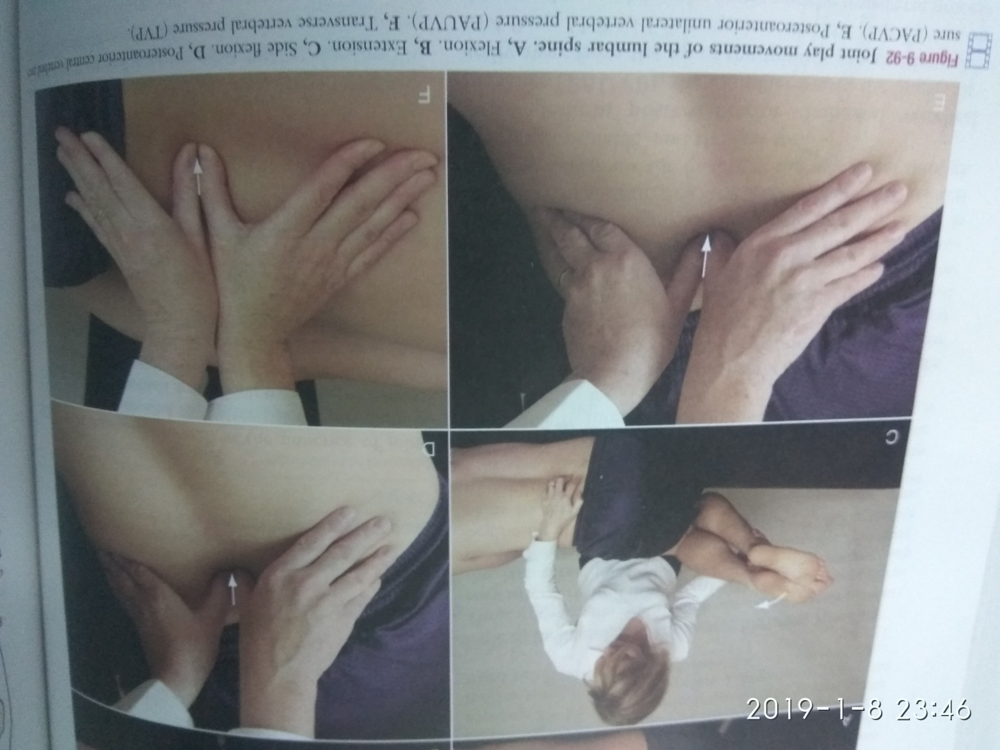 C
D
E
F
Figure 9-92 Joint play movements of the lumbar spine. A, Flexion. B, Extension. C, Side flexion. D, Posteroanterior central vertebral pres-
sure (PACVP). E, Posteroanterior unilateral vertebral pressure (PAUVP). F, Transverse vertebral pressure (TVP).
2019-1-8 23:46